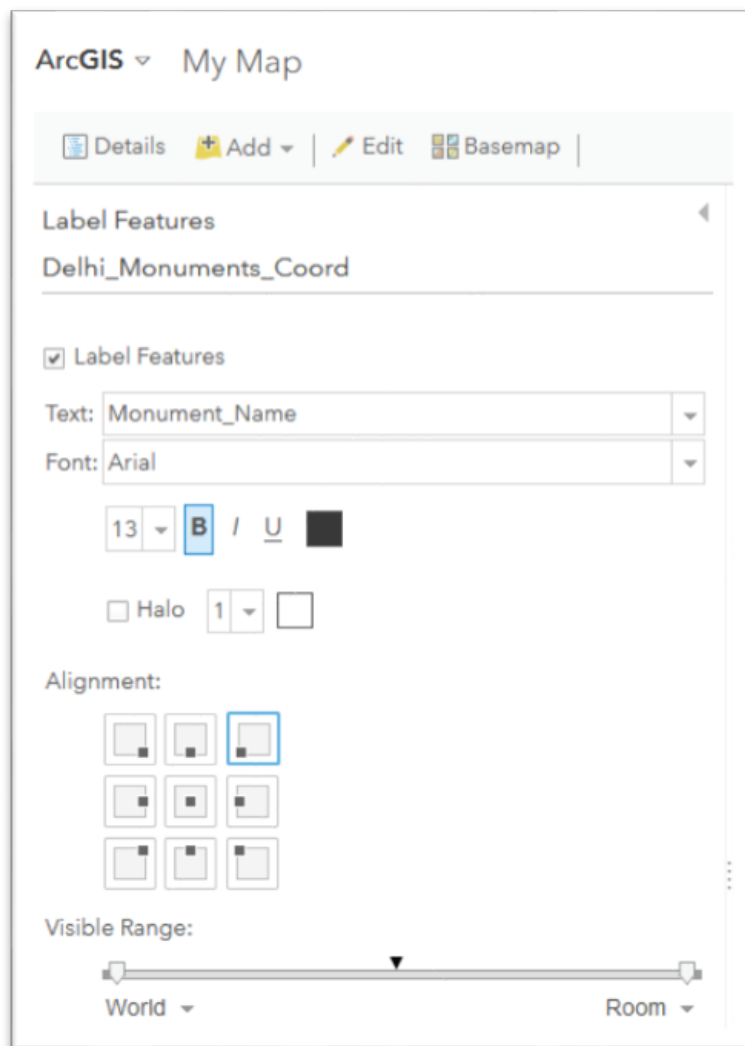 ArcGIS My Map
Details Add Edit Basemap
Label Features
Delhi_Monuments_Coord
Label Features
Text: Monument_Name
Font: Arial
13 B I U
Halo 1
Alignment:
Visible Range:
World Room